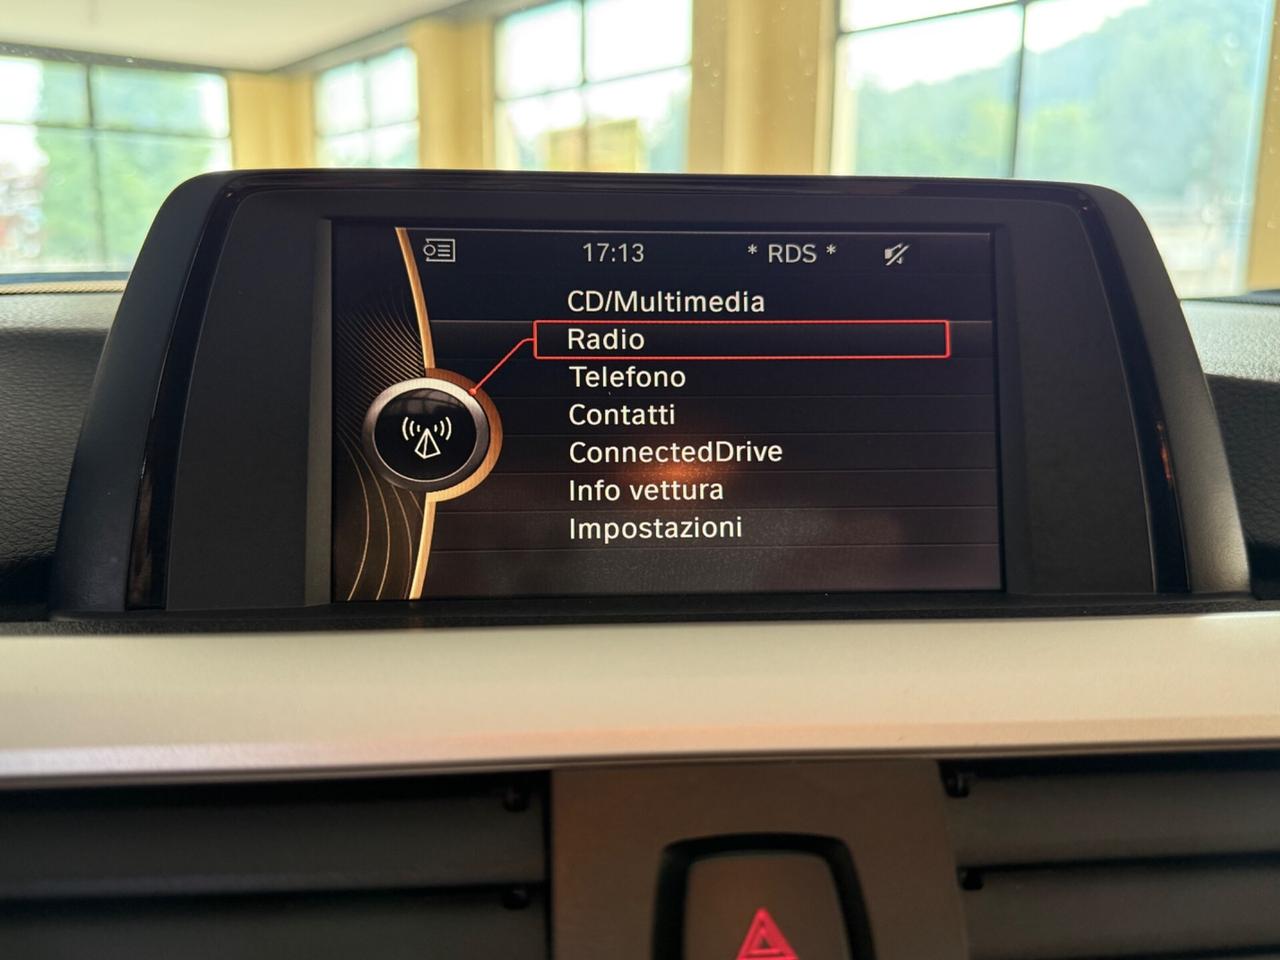 17:13 * RDS *
CD/Multimedia
Radio
Telefono
Contatti
ConnectedDrive
Info vettura
Impostazioni